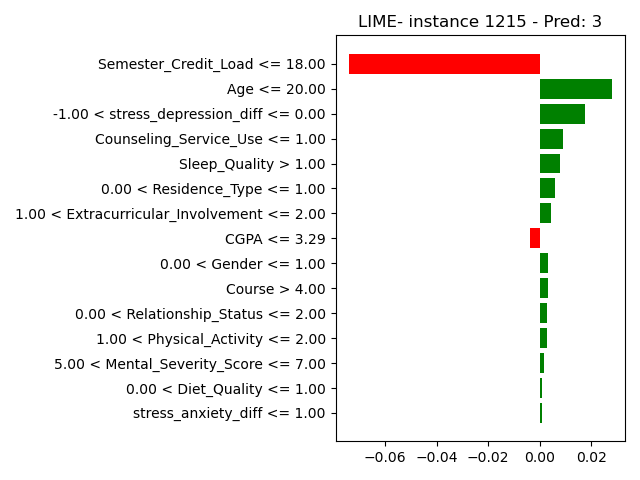 LIME- instance 1215 - Pred: 3
Semester_Credit_Load <= 18.00
Age <= 20.00
-1.00 < stress_depression_diff <= 0.00
Counseling_Service_Use <= 1.00
Sleep_Quality > 1.00
0.00 < Residence_Type <= 1.00
1.00 < Extracurricular_Involvement <= 2.00
CGPA <= 3.29
0.00 < Gender <= 1.00
Course > 4.00
0.00 < Relationship_Status <= 2.00
1.00 < Physical_Activity <= 2.00
5.00 < Mental_Severity_Score <= 7.00
0.00 < Diet_Quality <= 1.00
stress_anxiety_diff <= 1.00
−0.06 −0.04 −0.02 0.00 0.02